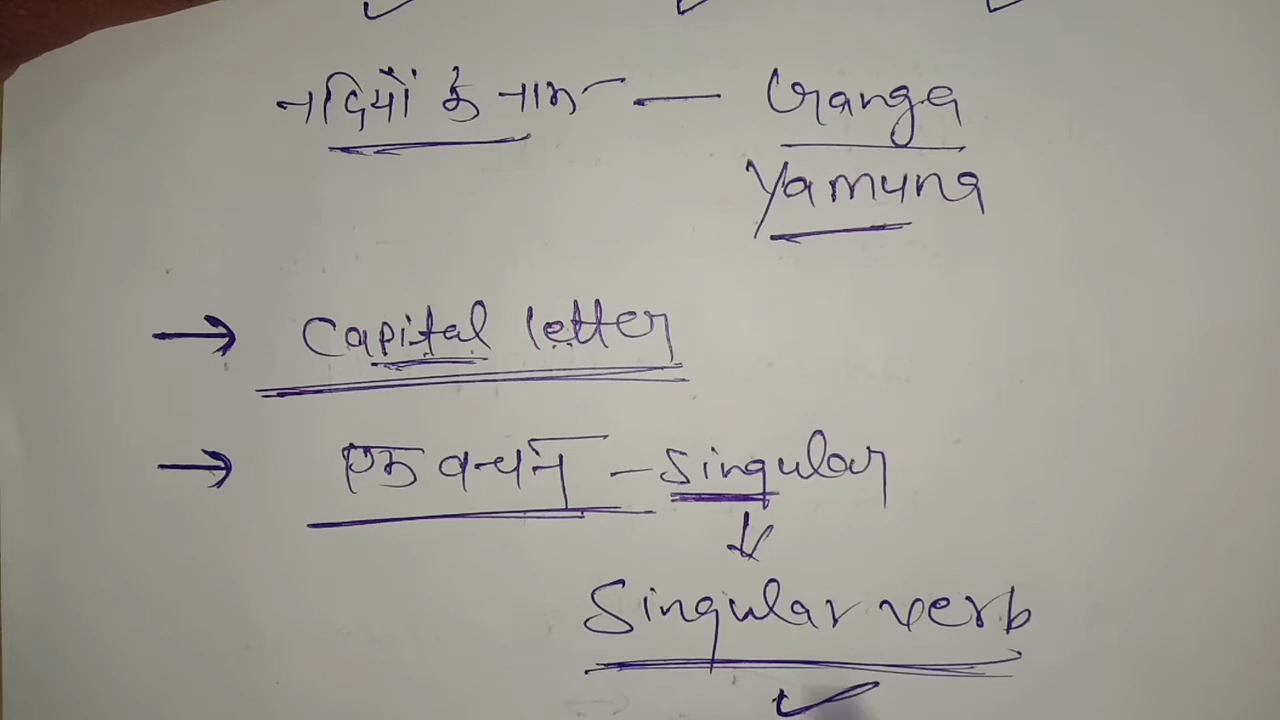 नदियों के नाम — Ganga
Yamuna
→ Capital letter
→ एक वचन - Singular
Singular verb